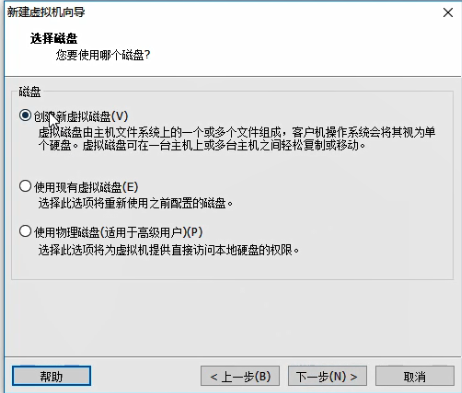 新建虚拟机向导
选择磁盘
您要使用哪个磁盘?
磁盘
创建新虚拟磁盘(V)
虚拟磁盘由主机文件系统上的一个或多个文件组成，客户机操作系统会将其视为单
个硬盘。虚拟磁盘可在一台主机上或多台主机之间轻松复制或移动。
使用现有虚拟磁盘(E)
选择此选项将重新使用之前配置的磁盘。
使用物理磁盘(适用于高级用户)(P)
选择此选项将为虚拟机提供直接访问本地硬盘的权限。
帮助
< 上一步(B)
下一步(N) >
取消